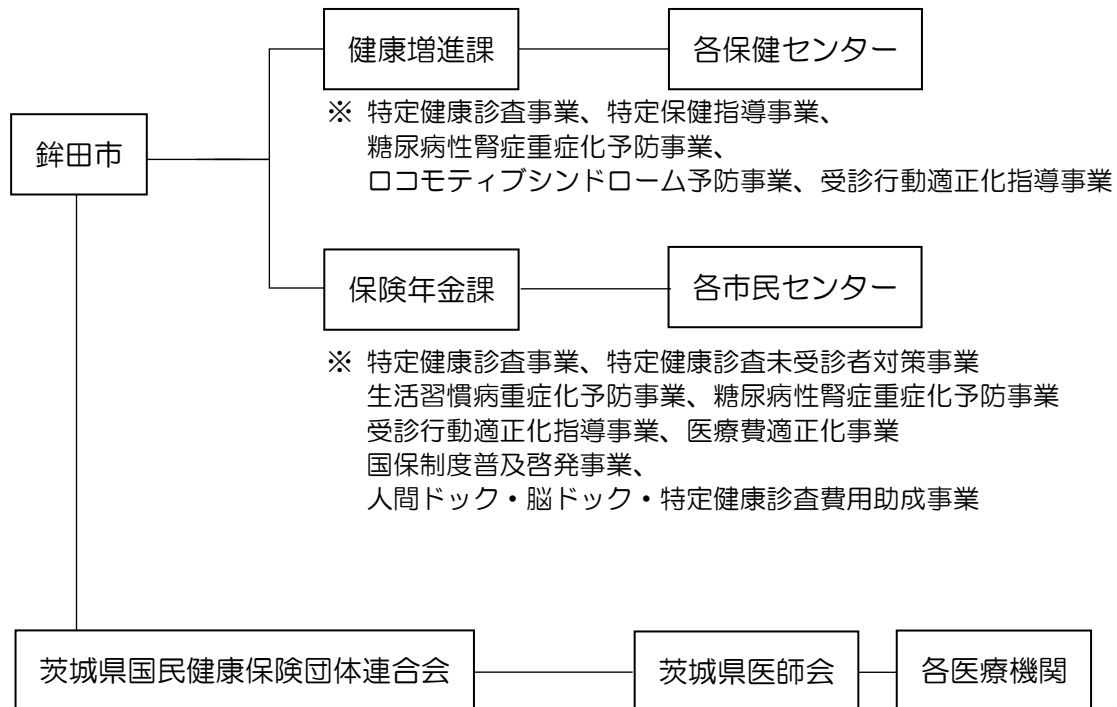 健康増進課
各保健センター
※ 特定健康診査事業、特定保健指導事業、
糖尿病性腎症重症化予防事業、
ロコモティブシンドローム予防事業、受診行動適正化指導事業
鉾田市
保険年金課
各市民センター
※ 特定健康診査事業、特定健康診査未受診者対策事業
生活習慣病重症化予防事業、糖尿病性腎症重症化予防事業
受診行動適正化指導事業、医療費適正化事業
国保制度普及啓発事業、
人間ドック・脳ドック・特定健康診査費用助成事業
茨城県国民健康保険団体連合会
茨城県医師会
各医療機関